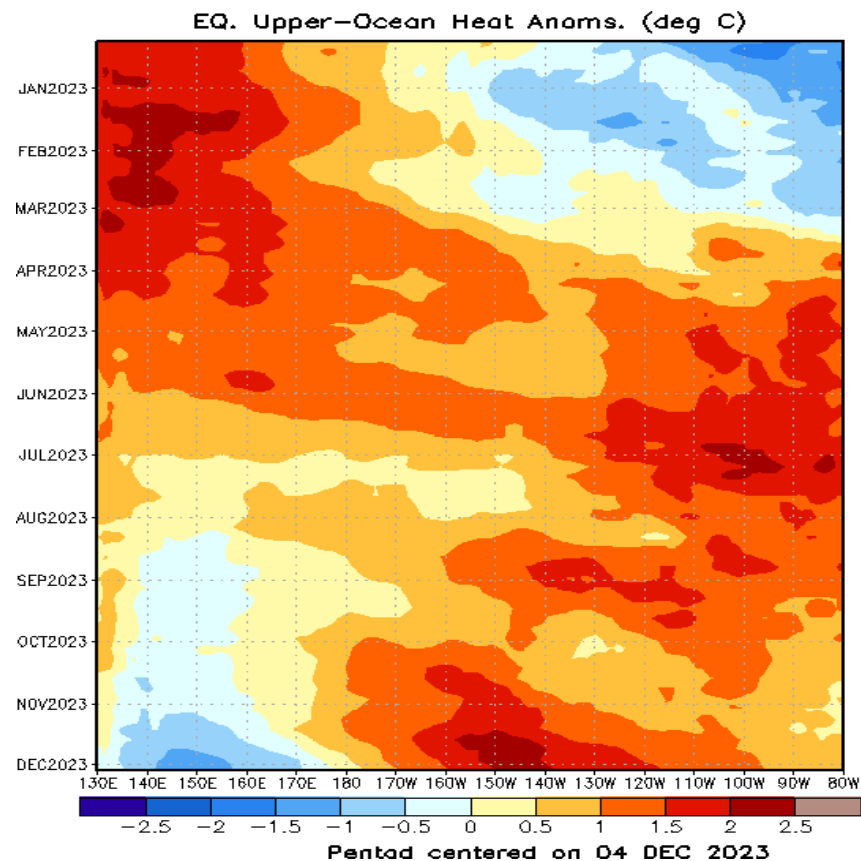 EQ. Upper-Ocean Heat Anoms. (deg C)
JAN2023
FEB2023
MAR2023
APR2023
MAY2023
JUN2023
JUL2023
AUG2023
SEP2023
OCT2023
NOV2023
DEC2023
130E 140E 150E 160E 170E 180 170W 160W 150W 140W 130W 120W 110W 100W 90W 80W
-2.5 -2 -1.5 -1 -0.5 0 0.5 1 1.5 2 2.5
Pentad centered on 04 DEC 2023